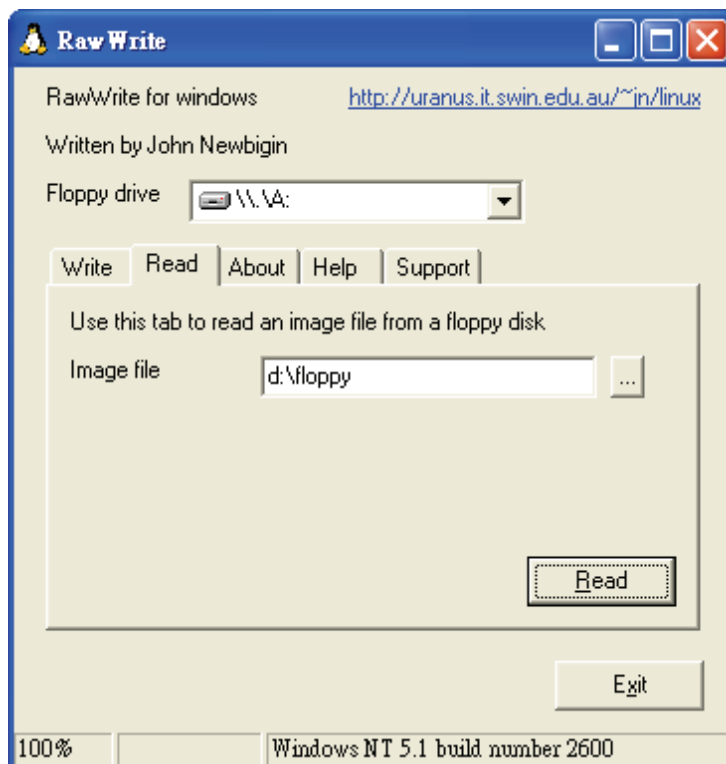 Raw Write
RawWrite for windows http://uranus.it.swin.edu.au/~jn/linux
Written by John Newbigin
Floppy drive \\.\A:
Write Read About Help Support
Use this tab to read an image file from a floppy disk
Image file d:\floppy ...
Read
Exit
100% Windows NT 5.1 build number 2600